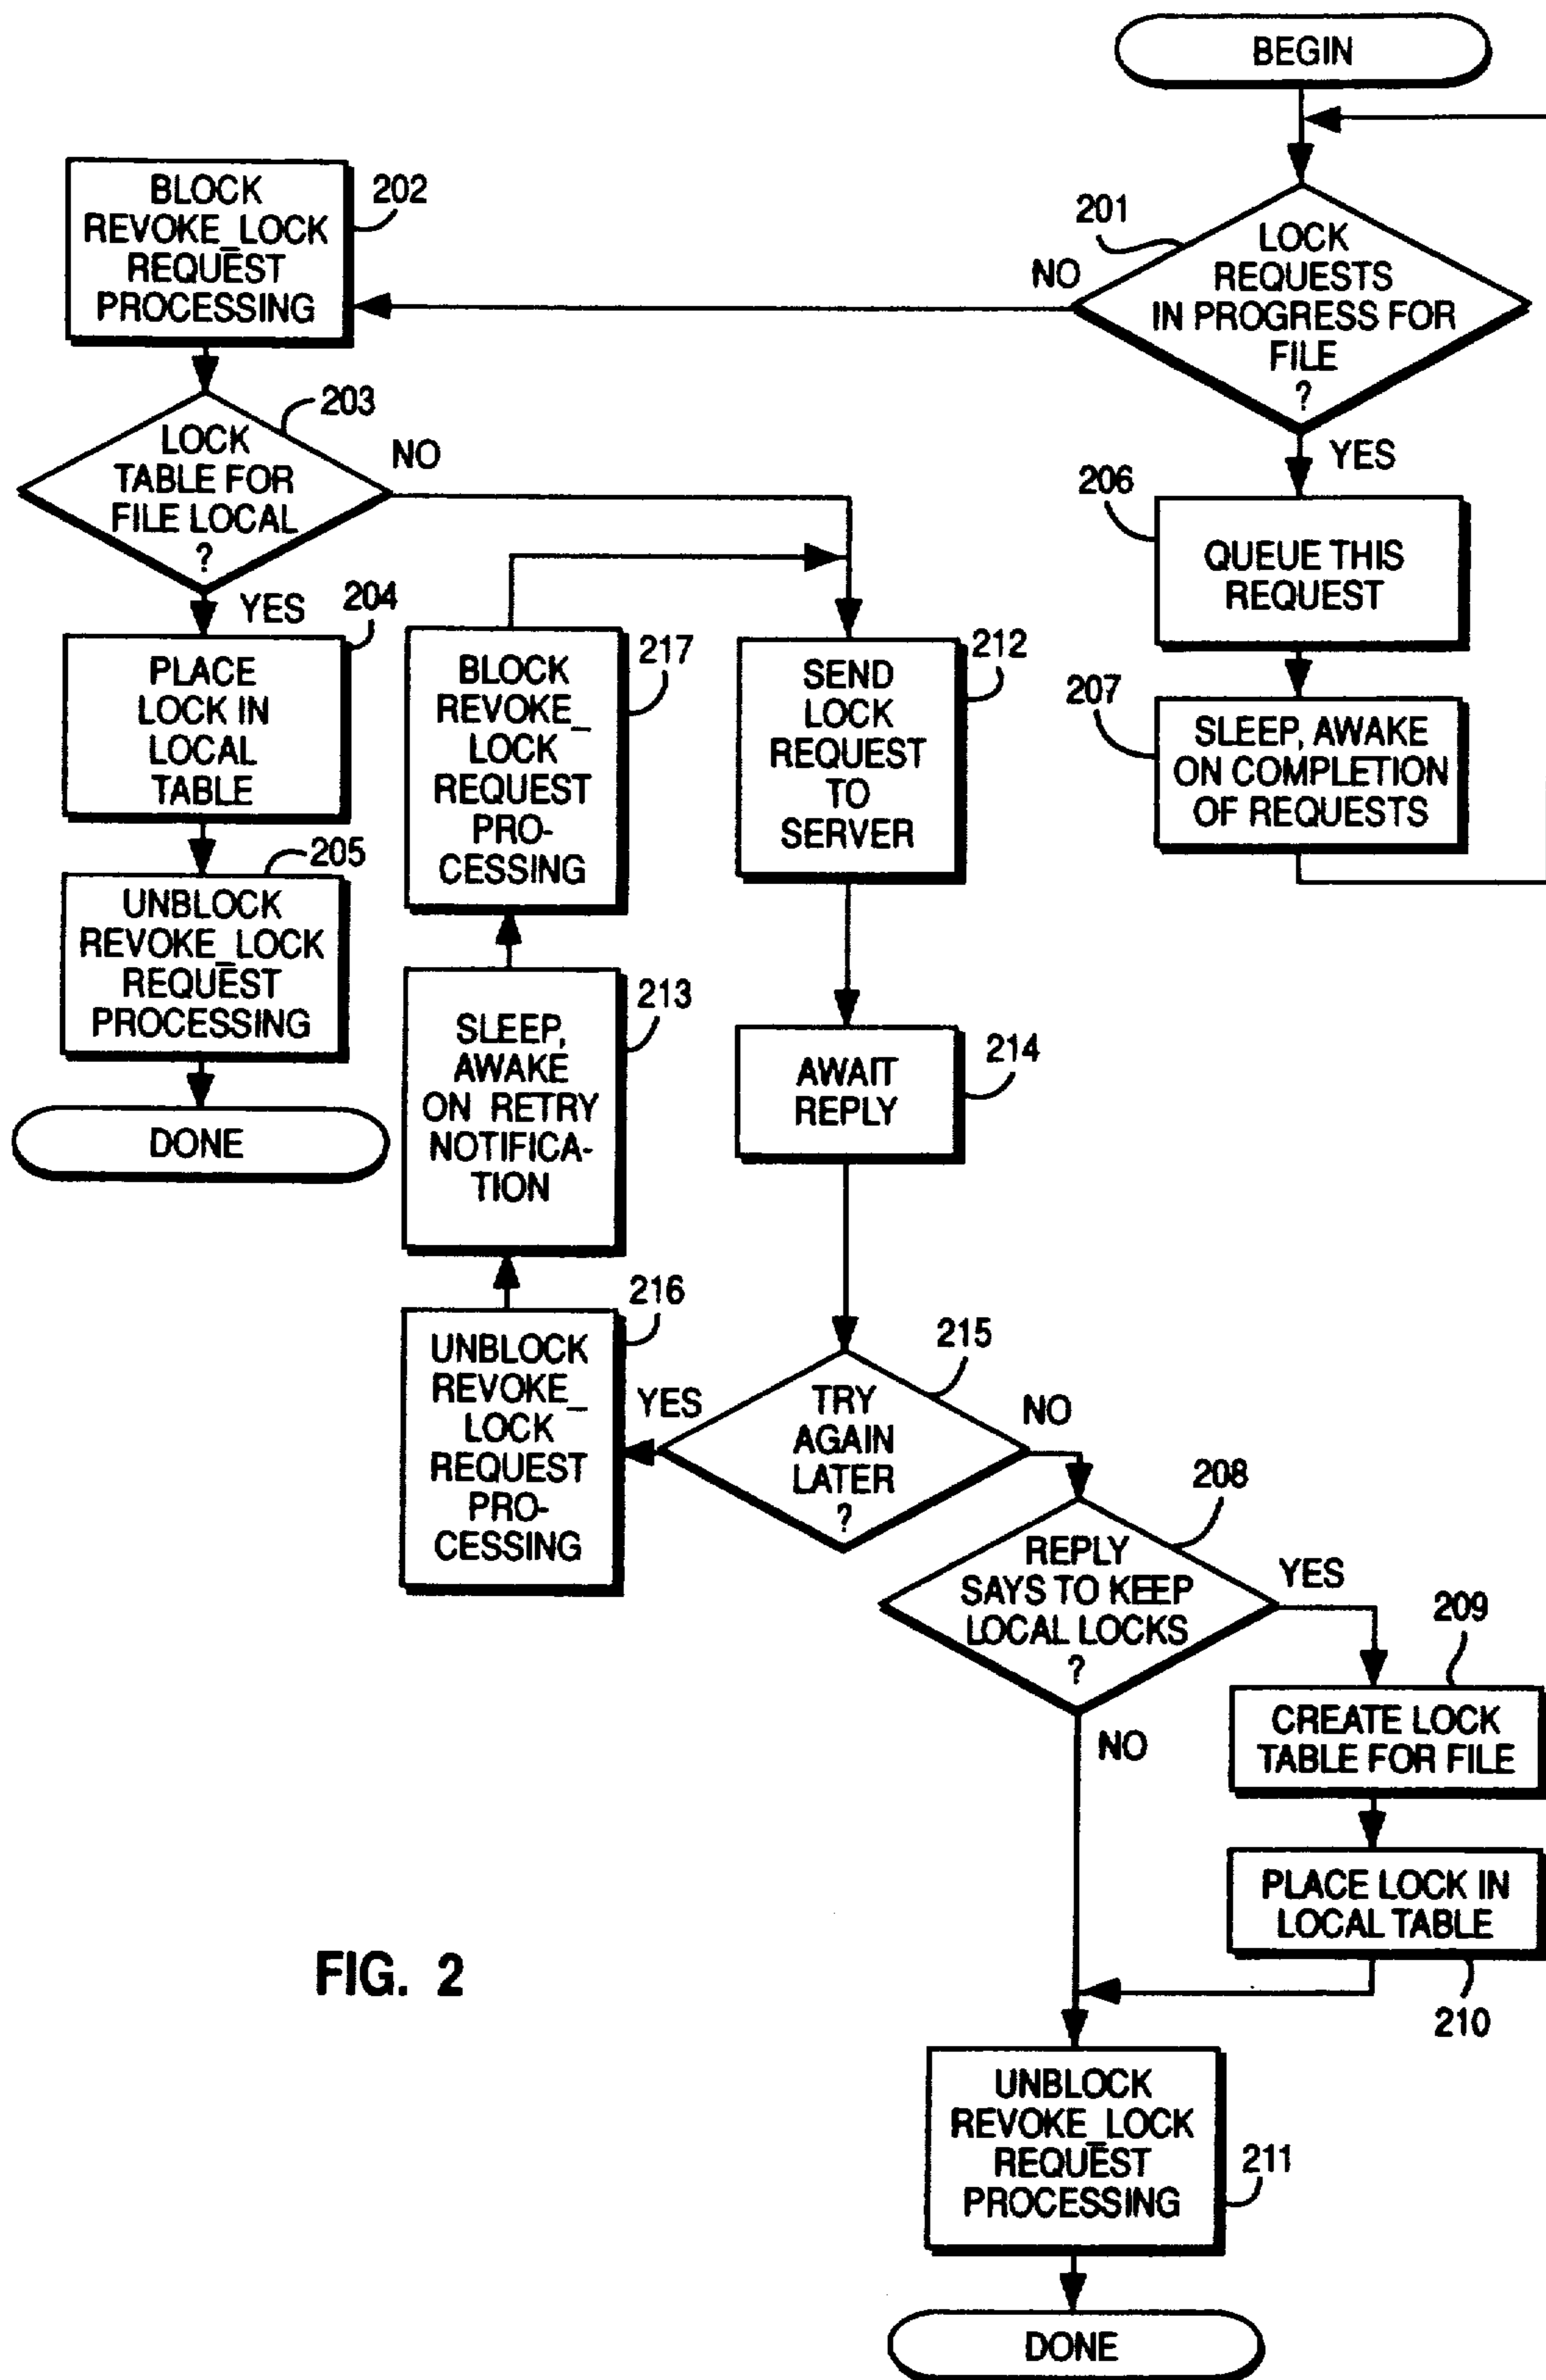 BEGIN
201
LOCK
REQUESTS
IN PROGRESS FOR
FILE
?
NO
YES
202
BLOCK
REVOKE_LOCK
REQUEST
PROCESSING
203
LOCK
TABLE FOR
FILE LOCAL
?
NO
YES
204
PLACE
LOCK IN
LOCAL
TABLE
205
UNBLOCK
REVOKE_LOCK
REQUEST
PROCESSING
DONE
206
QUEUE THIS
REQUEST
207
SLEEP, AWAKE
ON COMPLETION
OF REQUESTS
217
BLOCK
REVOKE_
LOCK
REQUEST
PRO-
CESSING
212
SEND
LOCK
REQUEST
TO
SERVER
213
SLEEP,
AWAKE
ON RETRY
NOTIFICA-
TION
214
AWAIT
REPLY
216
UNBLOCK
REVOKE_
LOCK
REQUEST
PRO-
CESSING
215
YES
TRY
AGAIN
LATER
?
NO
208
REPLY
SAYS TO KEEP
LOCAL LOCKS
?
YES
NO
209
CREATE LOCK
TABLE FOR FILE
PLACE LOCK IN
LOCAL TABLE
210
UNBLOCK
REVOKE_LOCK
REQUEST
PROCESSING
211
DONE
FIG. 2